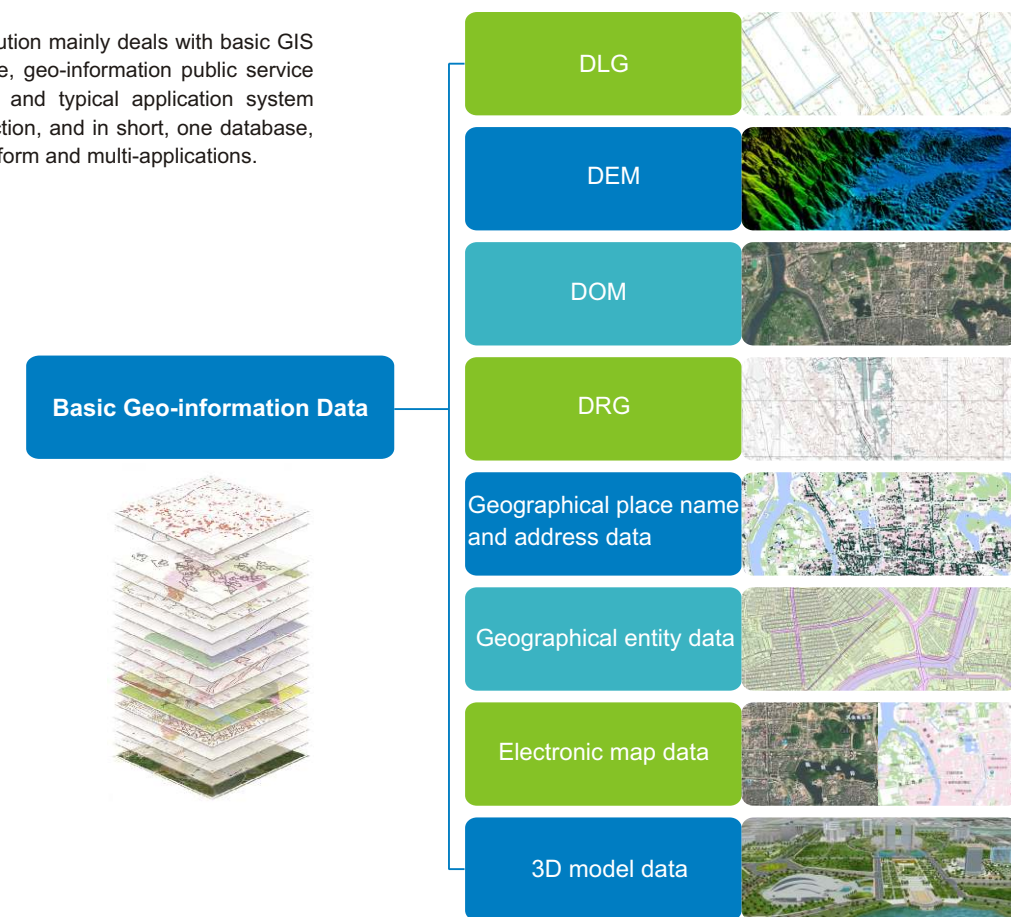 ution mainly deals with basic GIS
e, geo-information public service
and typical application system
ction, and in short, one database,
form and multi-applications.
DLG
DEM
DOM
Basic Geo-information Data
DRG
Geographical place name
and address data
Geographical entity data
Electronic map data
3D model data